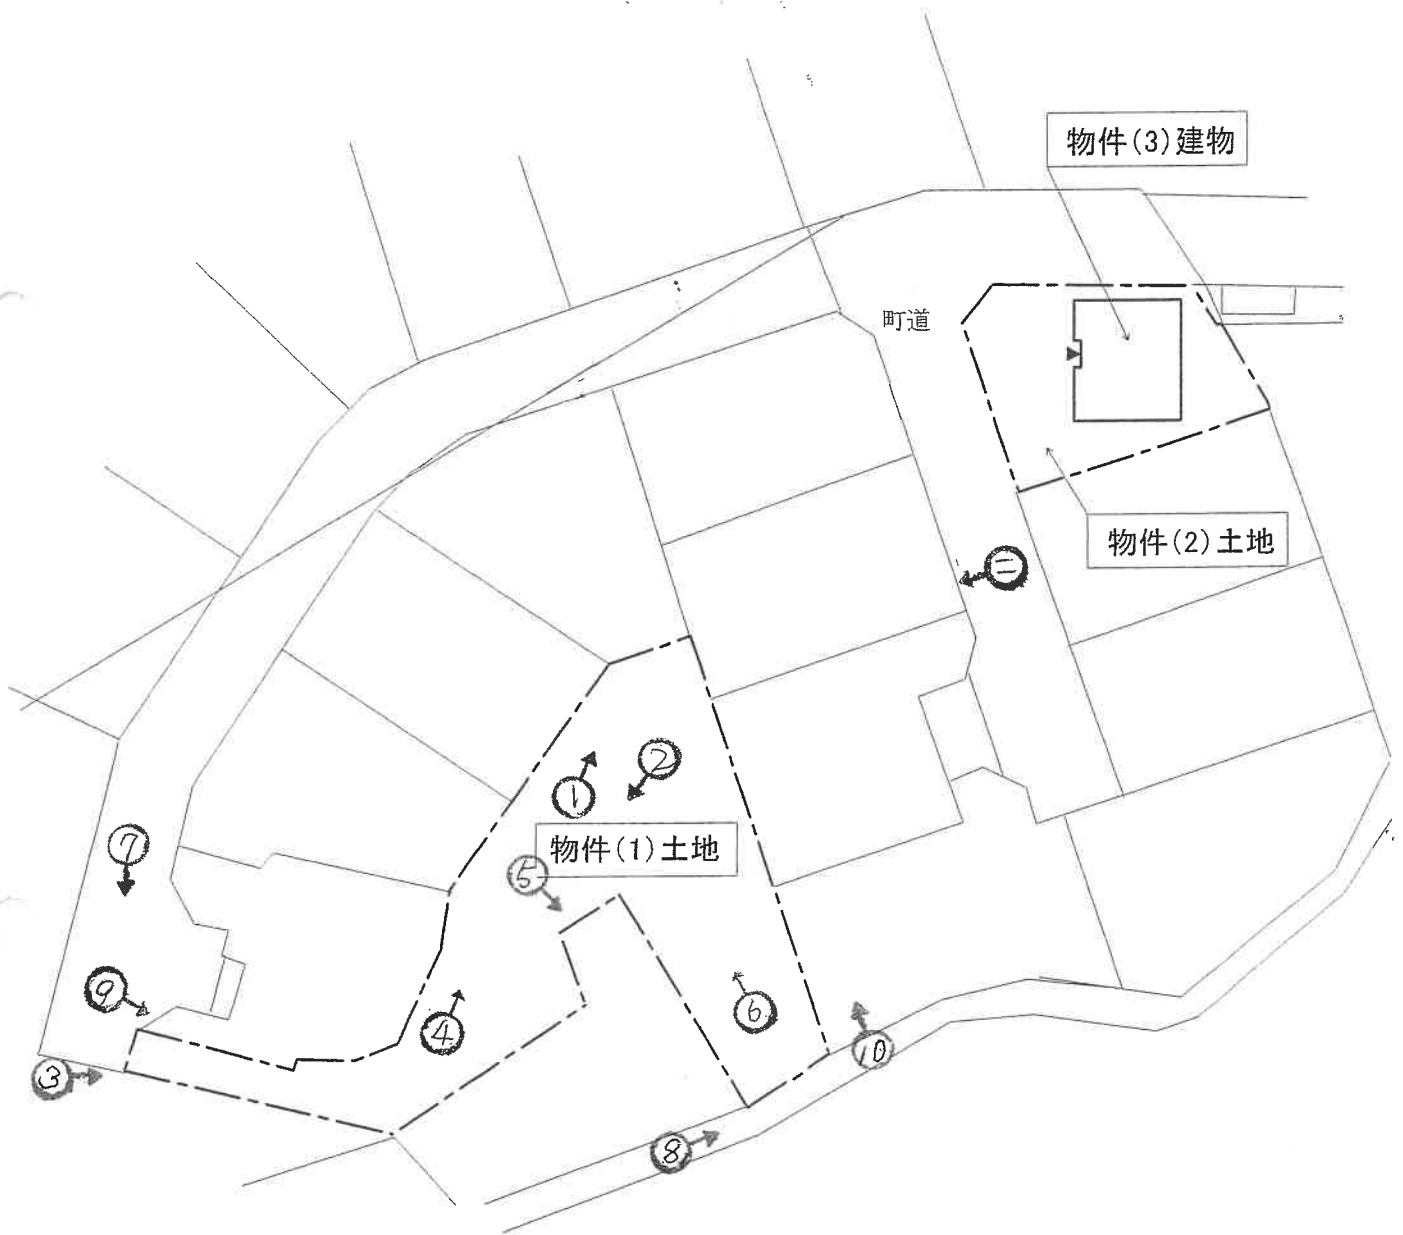 物件(3)建物
町道
物件(2)土地
②
①
物件(1)土地
⑦
⑤
⑨
⑥
④
⑩
③
⑧